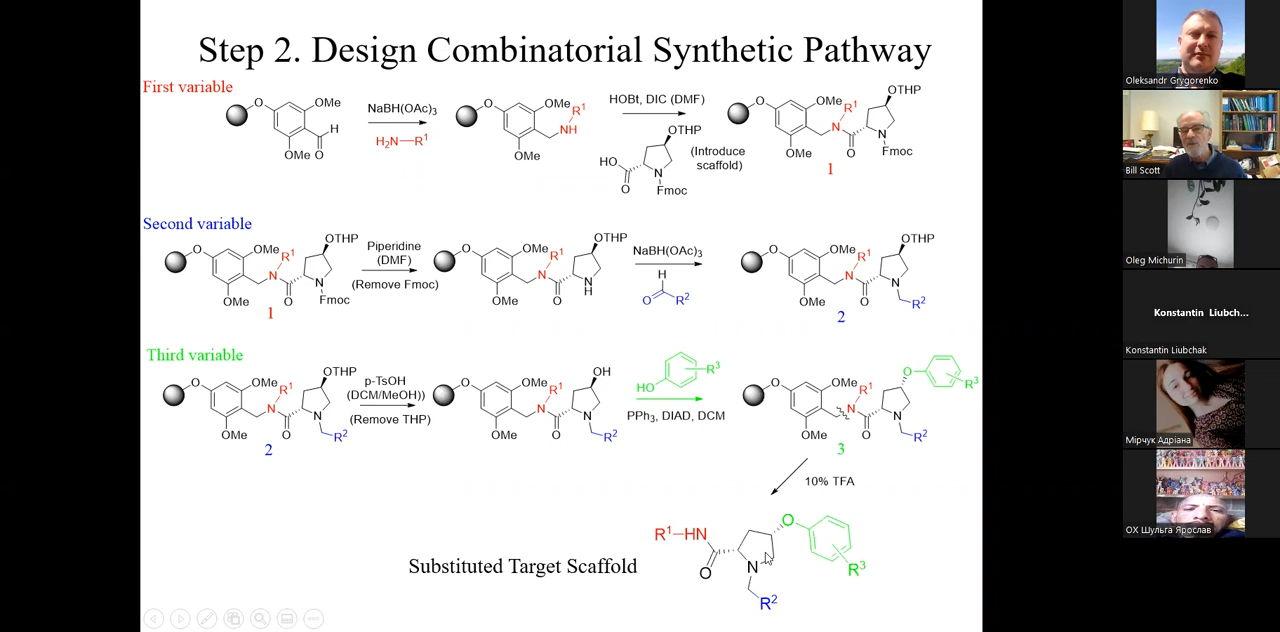 Step 2. Design Combinatorial Synthetic Pathway
First variable
O
OMe
H
OMe
O
NaBH(OAc)3
H2N—R1
O
OMe
R1
NH
OMe
HOBt, DIC (DMF)
OTHP
HO
O
N
Fmoc
(Introduce
scaffold)
O
OMe
R1
OTHP
N
OMe
O
N
Fmoc
1
Second variable
O
OMe
R1
OTHP
N
OMe
O
N
Fmoc
1
Piperidine
(DMF)
(Remove Fmoc)
O
OMe
R1
OTHP
N
OMe
O
N
H
NaBH(OAc)3
H
O
R2
O
OMe
R1
OTHP
N
OMe
O
N
R2
2
Third variable
O
OMe
R1
OTHP
N
OMe
O
N
R2
2
p-TsOH
(DCM/MeOH))
(Remove THP)
O
OMe
R1
OH
N
OMe
O
N
R2
HO
R3
PPh3, DIAD, DCM
O
OMe
R1
O
R3
N
OMe
O
N
R2
3
10% TFA
Substituted Target Scaffold
R1—HN
O
N
O
R3
R2
Oleksandr Grygorenko
Bill Scott
Oleg Michurin
Konstantin Liubch...
Konstantin Liubchak
Мірчук Адріана
ОХ Шульга Ярослав